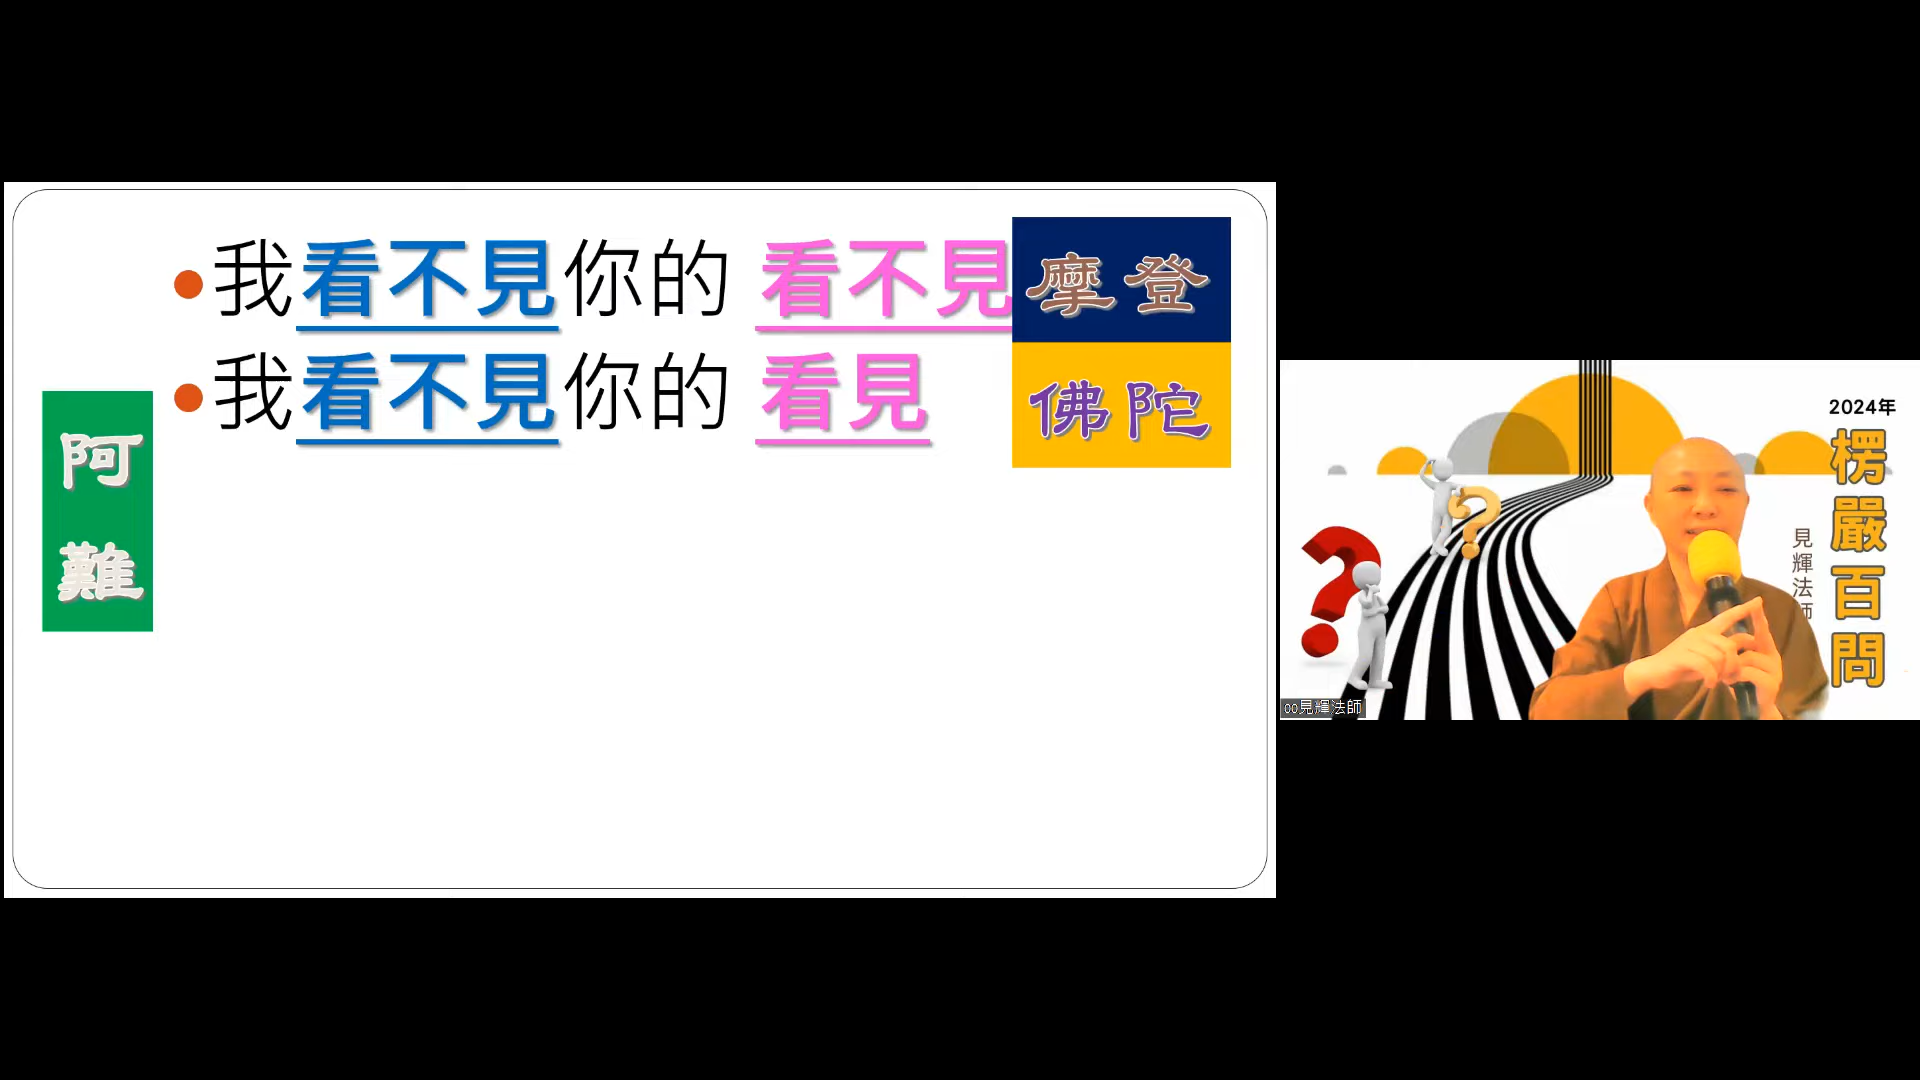 我看不見你的 看不見
我看不見你的 看見
摩登
佛陀
阿難
2024年
楞嚴百問
見輝法師
oo見輝法師